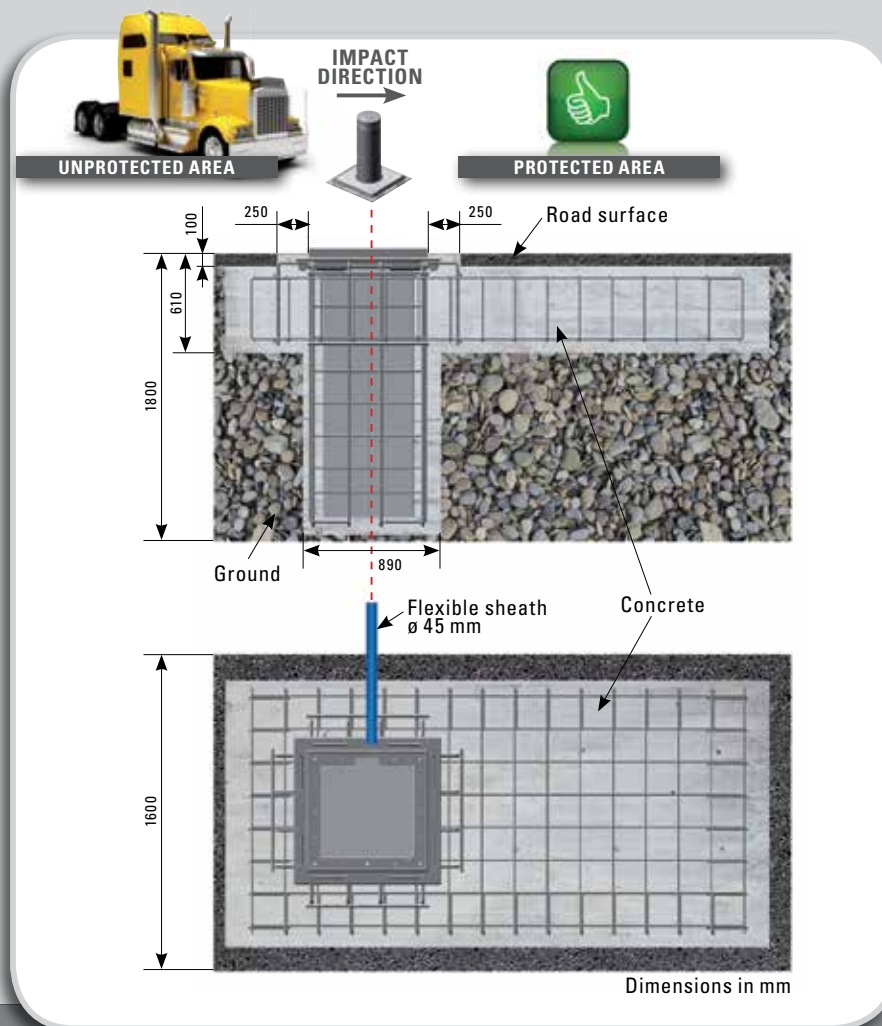 IMPACT
DIRECTION
UNPROTECTED AREA
PROTECTED AREA
250
250
Road surface
100
610
1800
890
Ground
Flexible sheath
ø 45 mm
Concrete
1600
Dimensions in mm